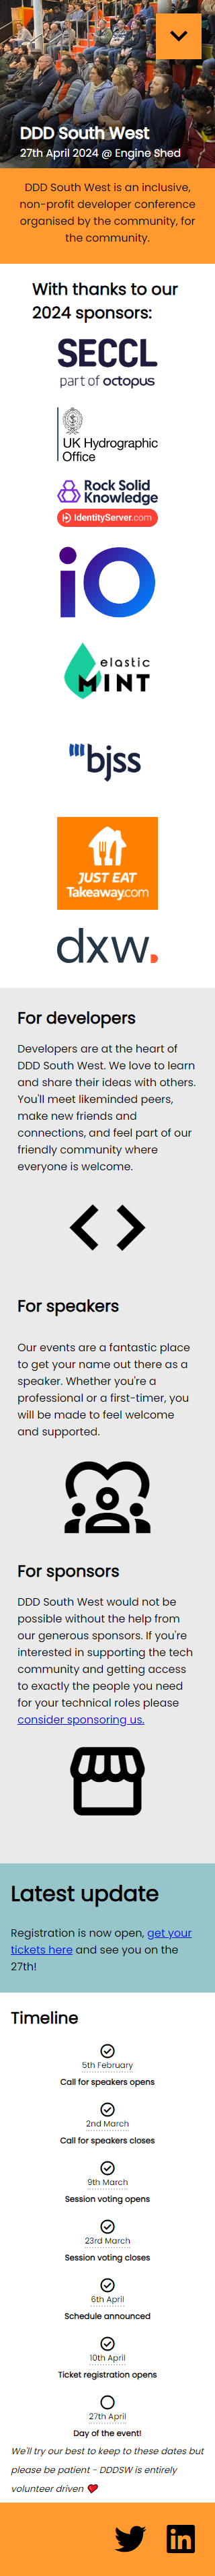 DDD South West
27th April 2024 @ Engine Shed
DDD South West is an inclusive,
non-profit developer conference
organised by the community, for
the community.
With thanks to our
2024 sponsors:
SECCL
part of octopus
UK Hydrographic
Office
Rock Solid
Knowledge
IdentityServer.com
iO
elastic
MINT
bjss
JUST EAT
Takeaway.com
dxw.
For developers
Developers are at the heart of
DDD South West. We love to learn
and share their ideas with others.
You'll meet likeminded peers,
make new friends and
connections, and feel part of our
friendly community where
everyone is welcome.
For speakers
Our events are a fantastic place
to get your name out there as a
speaker. Whether you're a
professional or a first-timer, you
will be made to feel welcome
and supported.
For sponsors
DDD South West would not be
possible without the help from
our generous sponsors. If you're
interested in supporting the tech
community and getting access
to exactly the people you need
for your technical roles please
consider sponsoring us.
Latest update
Registration is now open, get your
tickets here and see you on the
27th!
Timeline
5th February
Call for speakers opens
2nd March
Call for speakers closes
9th March
Session voting opens
23rd March
Session voting closes
6th April
Schedule announced
10th April
Ticket registration opens
27th April
Day of the event!
We'll try our best to keep to these dates but
please be patient - DDDSW is entirely
volunteer driven ❤️
in